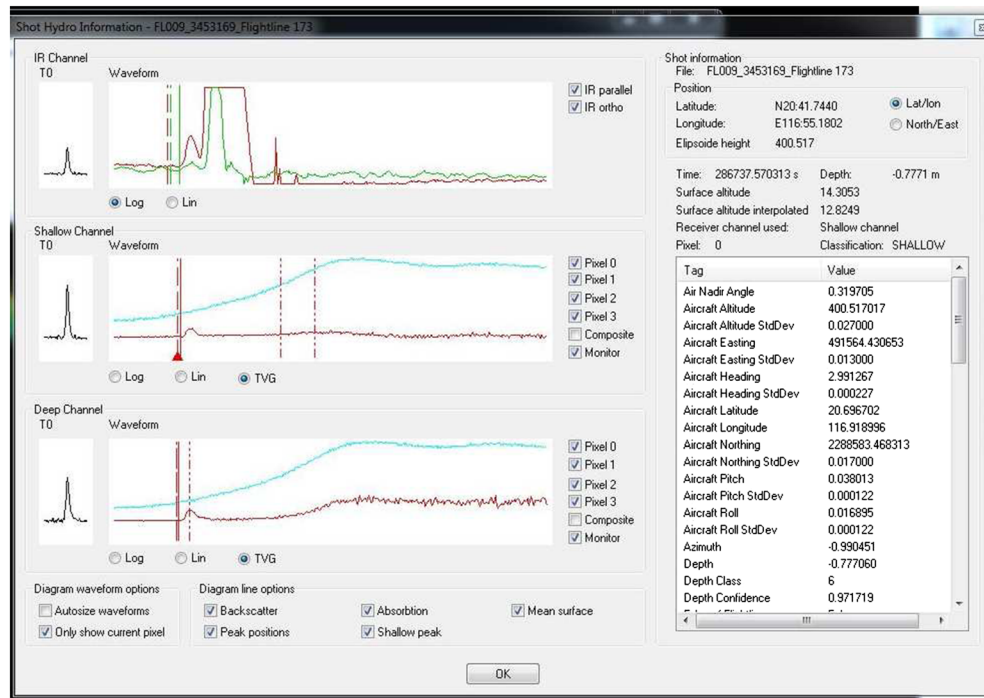 Shot Hydro Information - FL009_3453169_Flightline 173
IR Channel
T0 Waveform
IR parallel
IR ortho
Log Lin
Shallow Channel
T0 Waveform
Pixel 0
Pixel 1
Pixel 2
Pixel 3
Composite
Monitor
Log Lin TVG
Deep Channel
T0 Waveform
Pixel 0
Pixel 1
Pixel 2
Pixel 3
Composite
Monitor
Log Lin TVG
Diagram waveform options
Autosize waveforms
Only show current pixel
Diagram line options
Backscatter Absorbtion Mean surface
Peak positions Shallow peak
Shot information
File: FL009_3453169_Flightline 173
Position
Latitude: N20:41.7440 Lat/lon
Longitude: E116:55.1802 North/East
Elipsoide height 400.517
Time: 286737.570313 s Depth: -0.7771 m
Surface altitude 14.3053
Surface altitude interpolated 12.8249
Receiver channel used: Shallow channel
Pixel: 0 Classification: SHALLOW
Tag Value
Air Nadir Angle 0.319705
Aircraft Altitude 400.517017
Aircraft Altitude StdDev 0.027000
Aircraft Easting 491564.430653
Aircraft Easting StdDev 0.013000
Aircraft Heading 2.991267
Aircraft Heading StdDev 0.000227
Aircraft Latitude 20.696702
Aircraft Longitude 116.918996
Aircraft Northing 2288583.468313
Aircraft Northing StdDev 0.017000
Aircraft Pitch 0.038013
Aircraft Pitch StdDev 0.000122
Aircraft Roll 0.016895
Aircraft Roll StdDev 0.000122
Azimuth -0.990451
Depth -0.777060
Depth Class 6
Depth Confidence 0.971719
OK